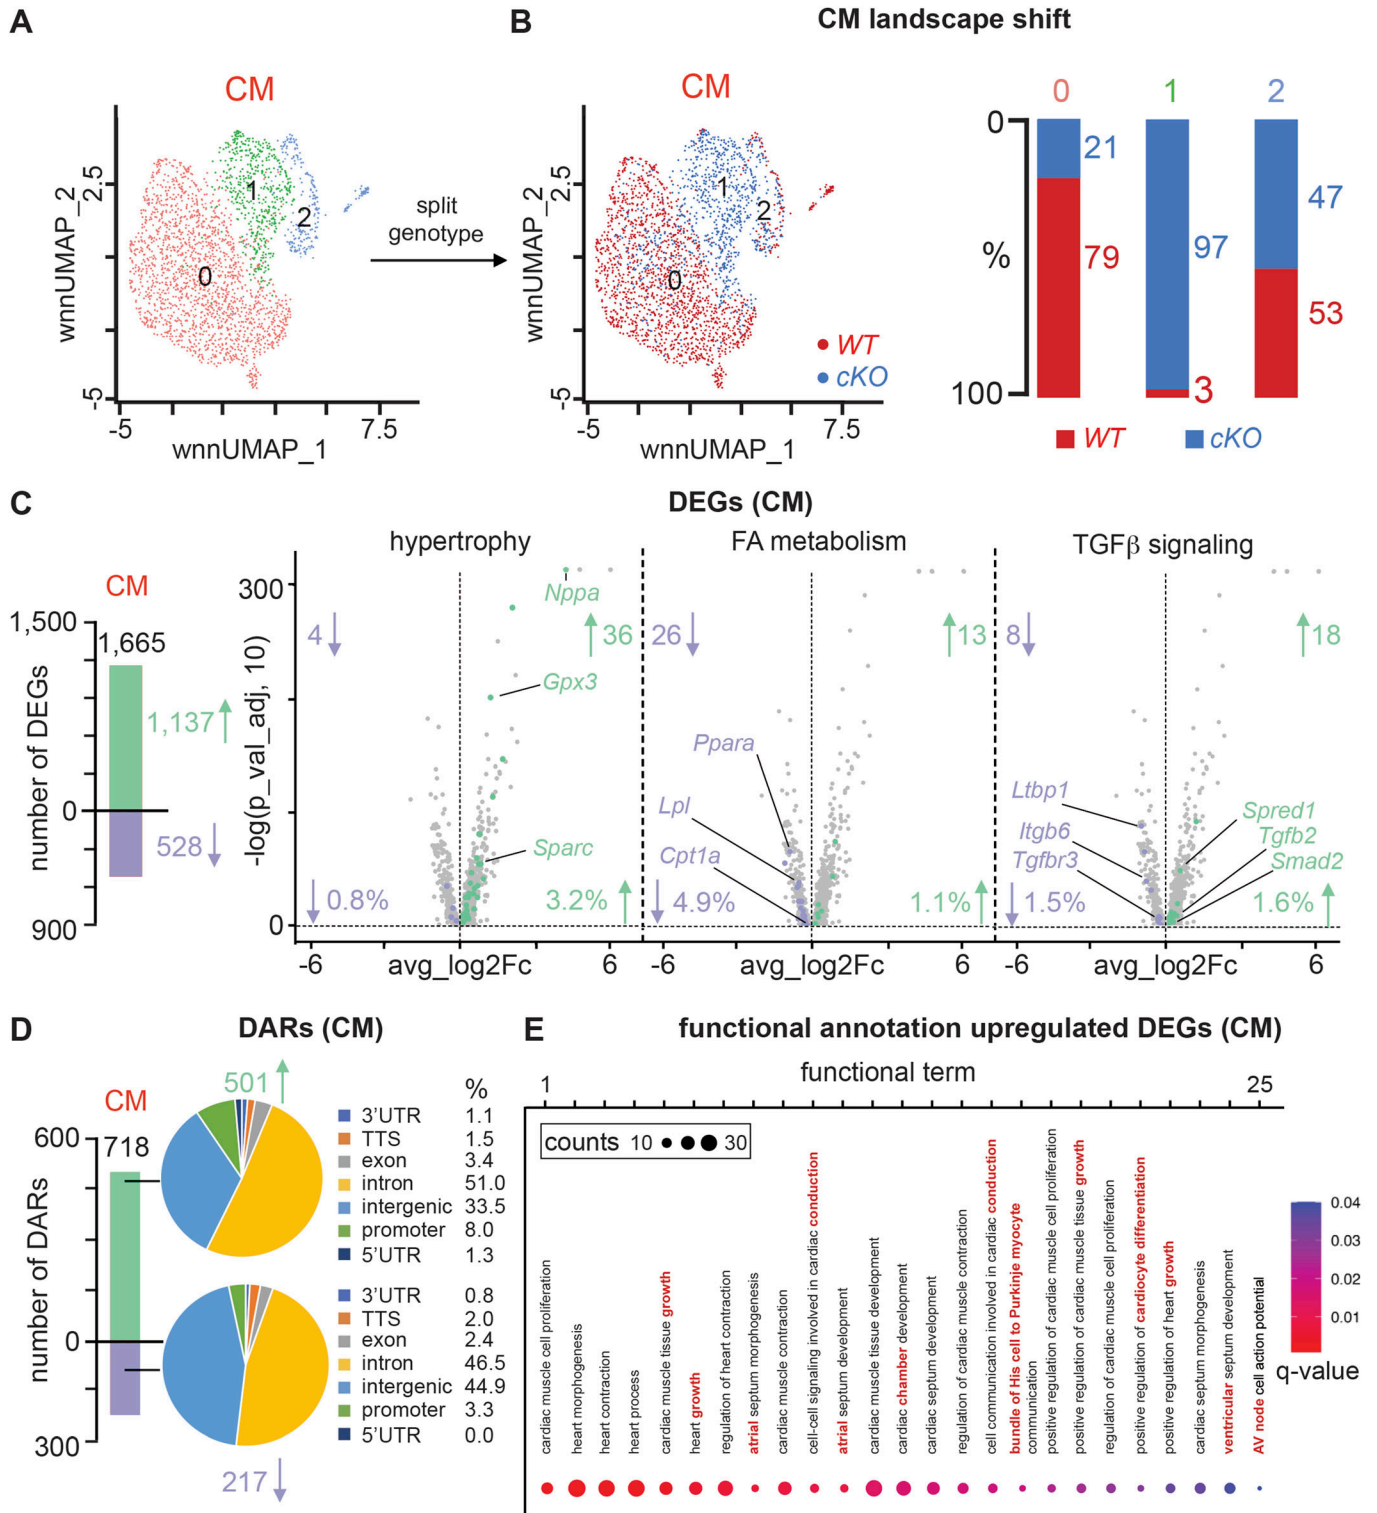 A
CM
wnnUMAP_2
2.5
-5
0
1
2
-5
7.5
wnnUMAP_1
split
genotype
B
CM landscape shift
CM
wnnUMAP_2
2.5
-5
0
1
2
WT
cKO
-5
7.5
wnnUMAP_1
0
1
2
0
%
100
21
79
97
3
47
53
WT
cKO
C
DEGs (CM)
CM
number of DEGs
1,500
0
900
1,665
1,137
528
-log(p_val_adj, 10)
300
0
hypertrophy
4
36
Nppa
Gpx3
Sparc
0.8%
3.2%
-6
avg_log2Fc
6
FA metabolism
26
13
Ppara
Lpl
Cpt1a
4.9%
1.1%
-6
avg_log2Fc
6
TGFβ signaling
8
18
Ltbp1
Itgb6
Tgfbr3
Spred1
Tgfb2
Smad2
1.5%
1.6%
-6
avg_log2Fc
6
D
DARs (CM)
CM
number of DARs
600
0
300
718
501
217
%
3'UTR 1.1
TTS 1.5
exon 3.4
intron 51.0
intergenic 33.5
promoter 8.0
5'UTR 1.3
3'UTR 0.8
TTS 2.0
exon 2.4
intron 46.5
intergenic 44.9
promoter 3.3
5'UTR 0.0
E
functional annotation upregulated DEGs (CM)
functional term
1
25
counts 10 30
cardiac muscle cell proliferation
heart morphogenesis
heart contraction
heart process
cardiac muscle tissue growth
heart growth
regulation of heart contraction
atrial septum morphogenesis
cardiac muscle contraction
cell-cell signaling involved in cardiac conduction
atrial septum development
cardiac muscle tissue development
cardiac chamber development
cardiac septum development
regulation of cardiac muscle contraction
cell communication involved in cardiac conduction
bundle of His cell to Purkinje myocyte
communication
positive regulation of cardiac muscle cell proliferation
positive regulation of cardiac muscle tissue growth
regulation of cardiac muscle cell proliferation
positive regulation of cardiocyte differentiation
positive regulation of heart growth
cardiac septum morphogenesis
ventricular septum development
AV node cell action potential
0.04
0.03
0.02
0.01
q-value